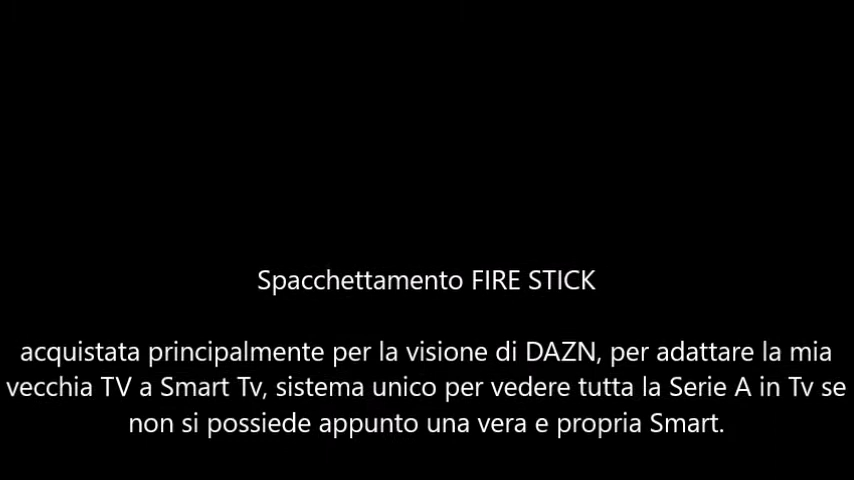 Spacchettamento FIRE STICK
acquistata principalmente per la visione di DAZN, per adattare la mia
vecchia TV a Smart Tv, sistema unico per vedere tutta la Serie A in Tv se
non si possiede appunto una vera e propria Smart.